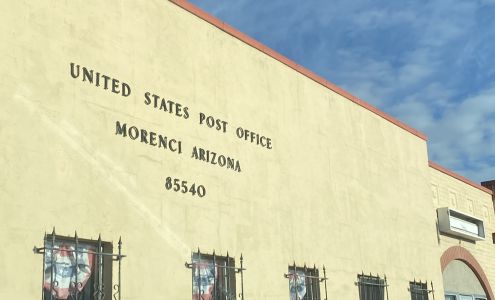 UNITED STATES POST OFFICE
MORENCI ARIZONA
85540